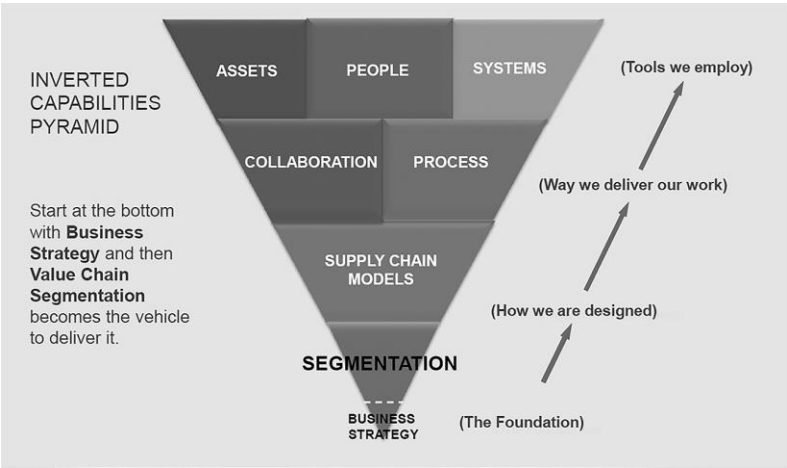 INVERTED
CAPABILITIES
PYRAMID
Start at the bottom
with Business
Strategy and then
Value Chain
Segmentation
becomes the vehicle
to deliver it.
ASSETS
PEOPLE
SYSTEMS
COLLABORATION
PROCESS
SUPPLY CHAIN
MODELS
SEGMENTATION
BUSINESS
STRATEGY
(Tools we employ)
(Way we deliver our work)
(How we are designed)
(The Foundation)